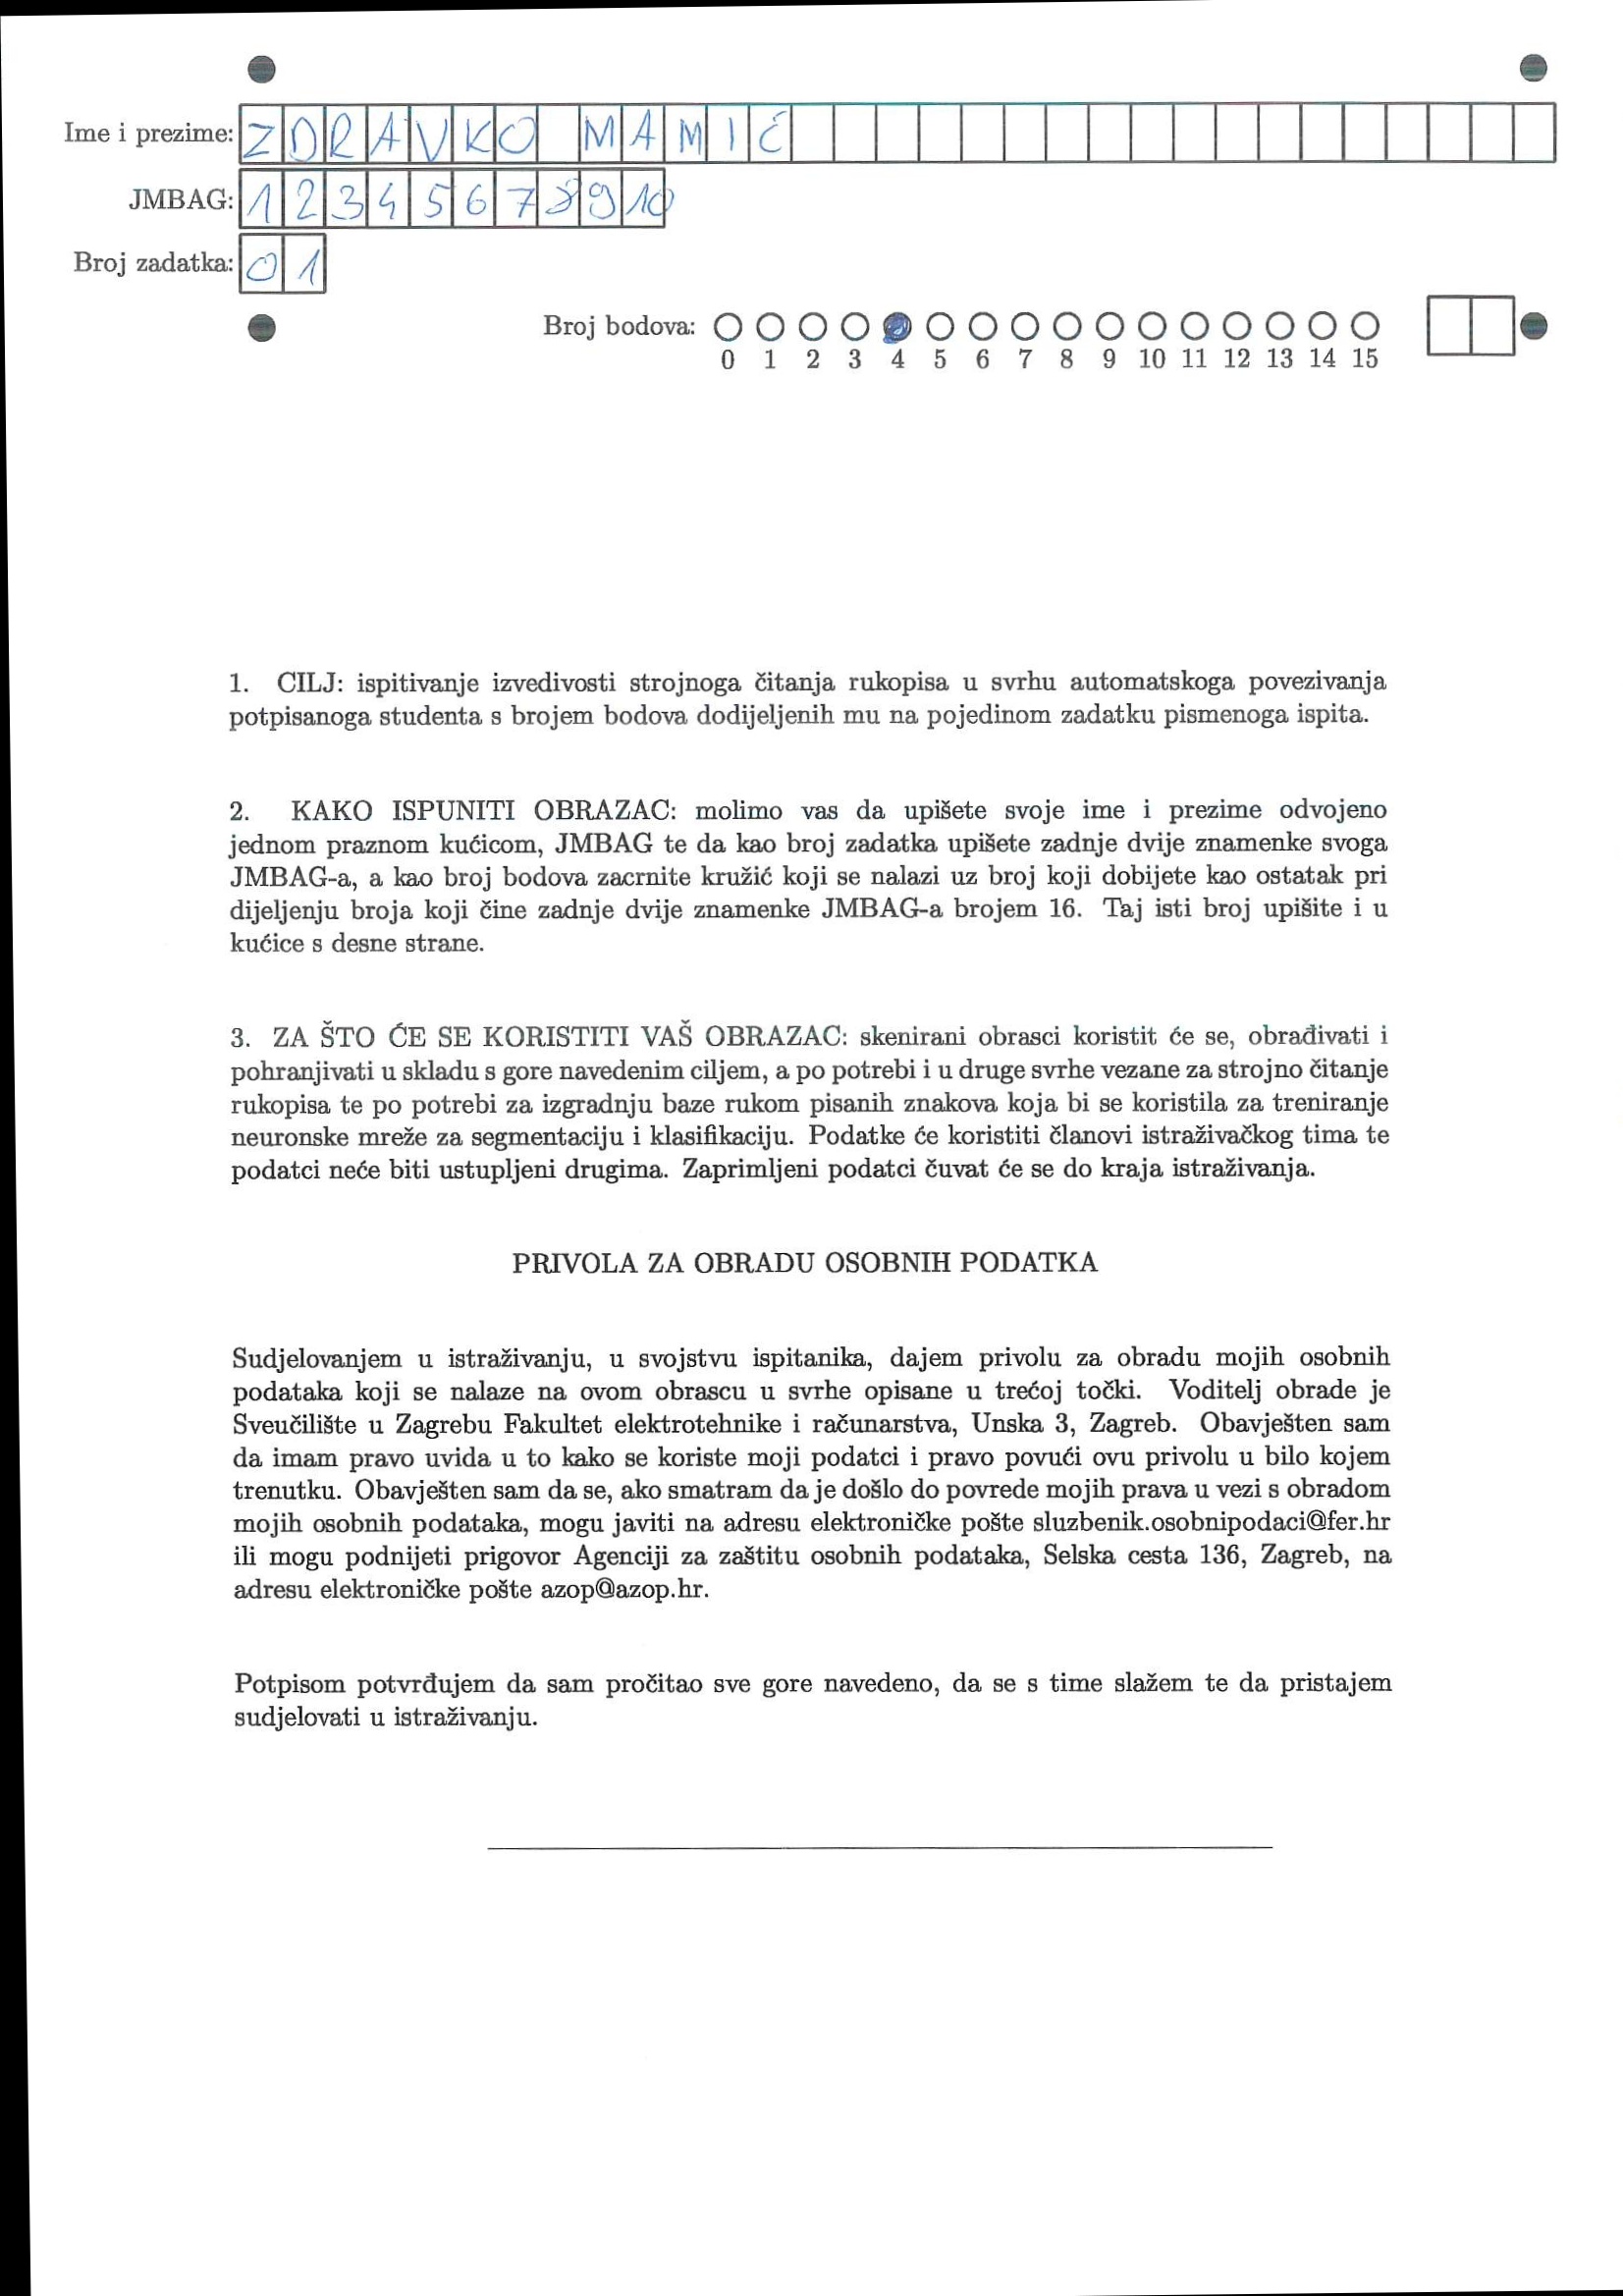 Ime i prezime: ZDRAVKO MAMIĆ
JMBAG: 12345678910
Broj zadatka: 01
Broj bodova:
0 1 2 3 4 5 6 7 8 9 10 11 12 13 14 15
1. CILJ: ispitivanje izvedivosti strojnoga čitanja rukopisa u svrhu automatskoga povezivanja
potpisanoga studenta s brojem bodova dodijeljenih mu na pojedinom zadatku pismenoga ispita.
2. KAKO ISPUNITI OBRAZAC: molimo vas da upišete svoje ime i prezime odvojeno
jednom praznom kućicom, JMBAG te da kao broj zadatka upišete zadnje dvije znamenke svoga
JMBAG-a, a kao broj bodova zacrnite kružić koji se nalazi uz broj koji dobijete kao ostatak pri
dijeljenju broja koji čine zadnje dvije znamenke JMBAG-a brojem 16. Taj isti broj upišite i u
kućice s desne strane.
3. ZA ŠTO ĆE SE KORISTITI VAŠ OBRAZAC: skenirani obrasci koristit će se, obrađivati i
pohranjivati u skladu s gore navedenim ciljem, a po potrebi i u druge svrhe vezane za strojno čitanje
rukopisa te po potrebi za izgradnju baze rukom pisanih znakova koja bi se koristila za treniranje
neuronske mreže za segmentaciju i klasifikaciju. Podatke će koristiti članovi istraživačkog tima te
podatci neće biti ustupljeni drugima. Zaprimljeni podatci čuvat će se do kraja istraživanja.
PRIVOLA ZA OBRADU OSOBNIH PODATKA
Sudjelovanjem u istraživanju, u svojstvu ispitanika, dajem privolu za obradu mojih osobnih
podataka koji se nalaze na ovom obrascu u svrhe opisane u trećoj točki. Voditelj obrade je
Sveučilište u Zagrebu Fakultet elektrotehnike i računarstva, Unska 3, Zagreb. Obavješten sam
da imam pravo uvida u to kako se koriste moji podatci i pravo povući ovu privolu u bilo kojem
trenutku. Obavješten sam da se, ako smatram da je došlo do povrede mojih prava u vezi s obradom
mojih osobnih podataka, mogu javiti na adresu elektroničke pošte sluzbenik.osobnipodaci@fer.hr
ili mogu podnijeti prigovor Agenciji za zaštitu osobnih podataka, Selska cesta 136, Zagreb, na
adresu elektroničke pošte azop@azop.hr.
Potpisom potvrđujem da sam pročitao sve gore navedeno, da se s time slažem te da pristajem
sudjelovati u istraživanju.